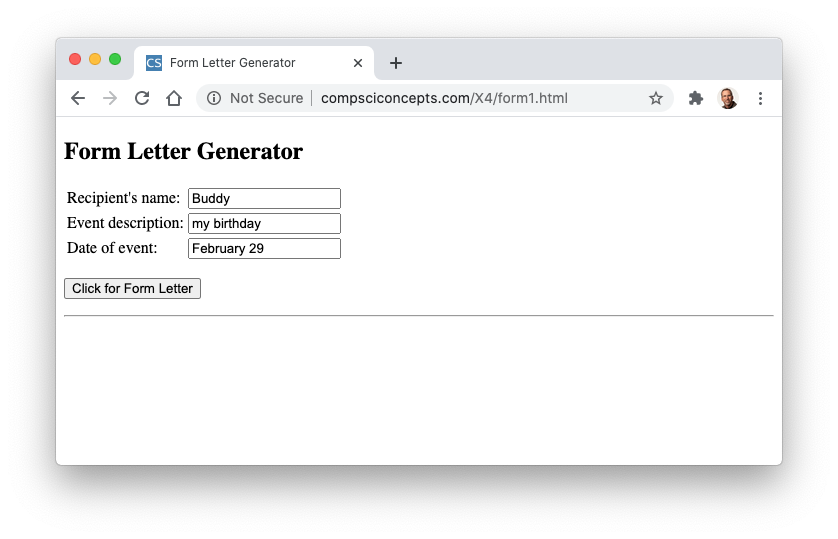 CS Form Letter Generator
Not Secure | compsciconcepts.com/X4/form1.html
Form Letter Generator
Recipient's name: Buddy
Event description: my birthday
Date of event: February 29
Click for Form Letter